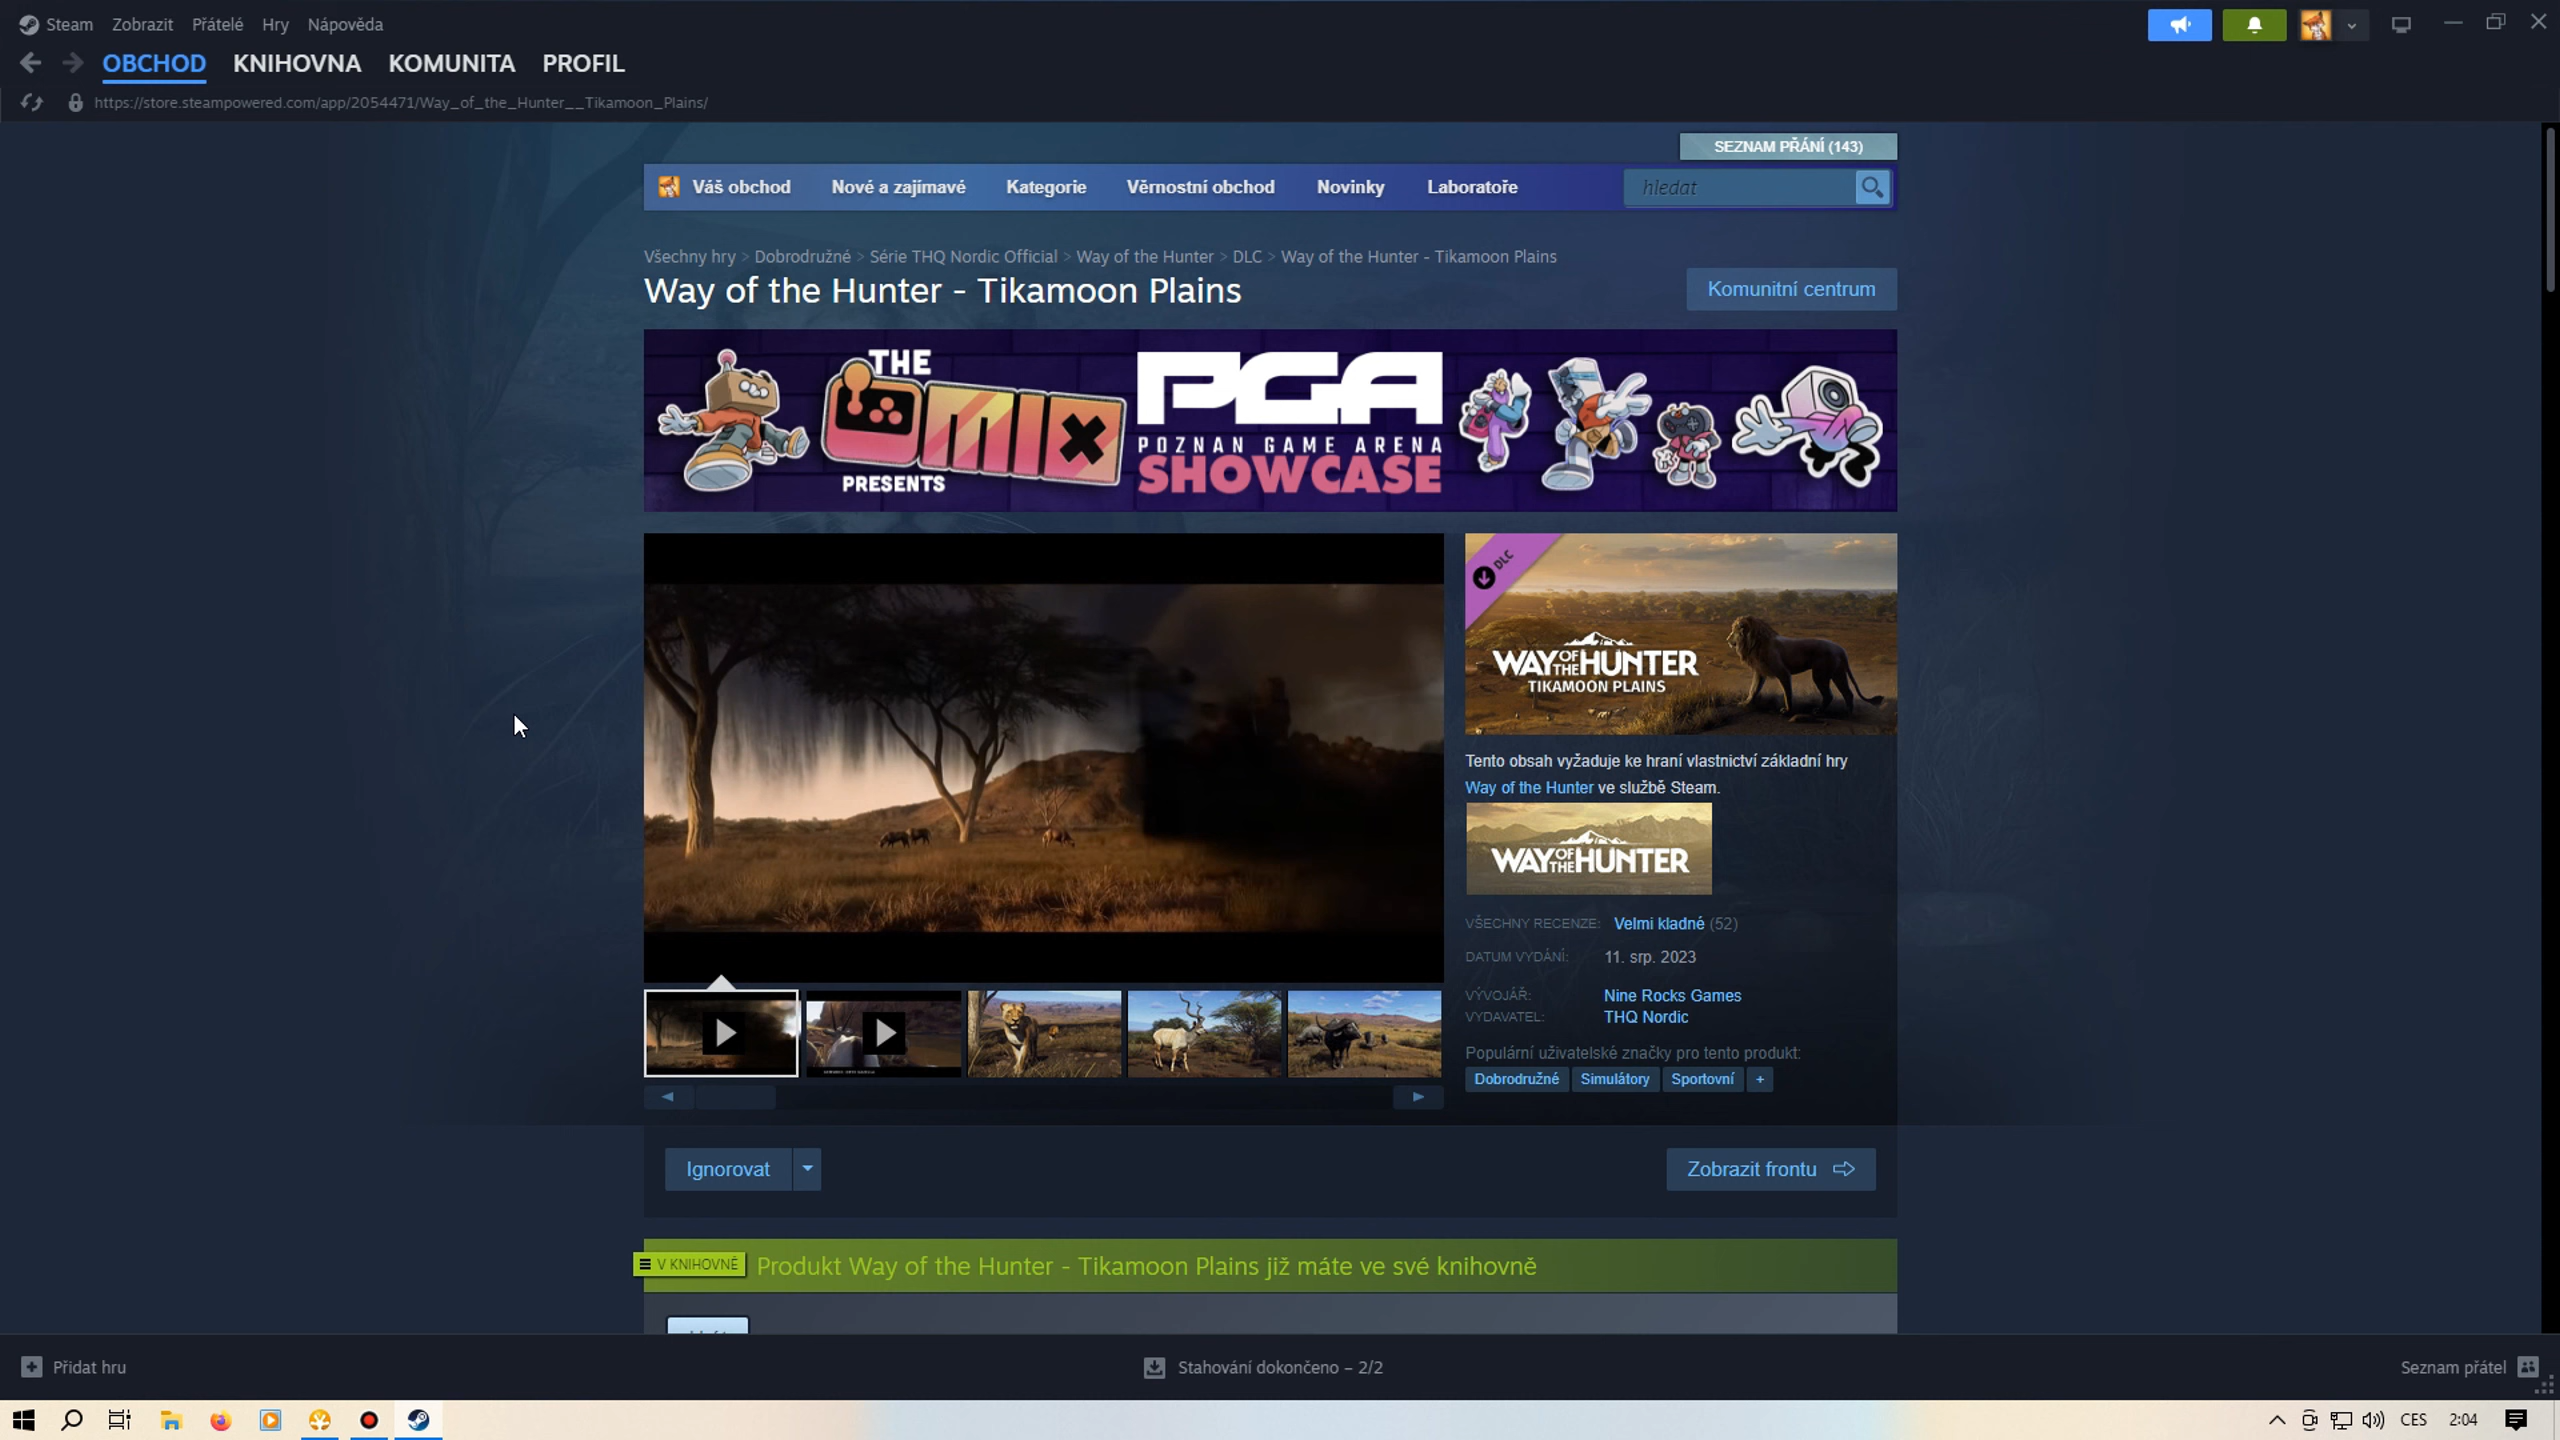 Steam Zobrazit Přátelé Hry Nápověda
OBCHOD KNIHOVNA KOMUNITA PROFIL
https://store.steampowered.com/app/2054471/Way_of_the_Hunter__Tikamoon_Plains/
SEZNAM PŘÁNÍ (143)
Váš obchod Nové a zajímavé Kategorie Věrnostní obchod Novinky Laboratoře hledat
Všechny hry > Dobrodružné > Série THQ Nordic Official > Way of the Hunter > DLC > Way of the Hunter - Tikamoon Plains
Way of the Hunter - Tikamoon Plains
Komunitní centrum
THE
MIX
PRESENTS
PGA
POZNAN GAME ARENA
SHOWCASE
DLC
WAY OF THE HUNTER
TIKAMOON PLAINS
Tento obsah vyžaduje ke hraní vlastnictví základní hry
Way of the Hunter ve službě Steam.
WAY OF THE HUNTER
VŠECHNY RECENZE: Velmi kladné (52)
DATUM VYDÁNÍ: 11. srp. 2023
VÝVOJÁŘ: Nine Rocks Games
VYDAVATEL: THQ Nordic
Populární uživatelské značky pro tento produkt:
Dobrodružné Simulátory Sportovní +
Ignorovat
Zobrazit frontu
V KNIHOVNĚ Produkt Way of the Hunter - Tikamoon Plains již máte ve své knihovně
Přidat hru
Stahování dokončeno – 2/2
Seznam přátel
CES 2:04